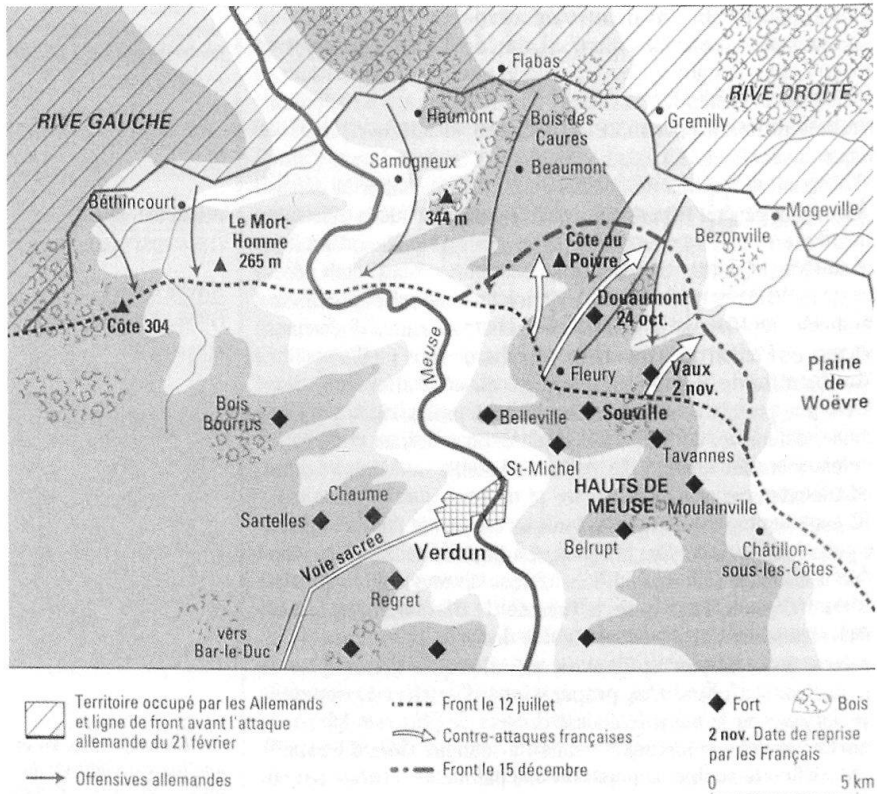 Flabas
RIVE DROITE
RIVE GAUCHE
Haumont
Bois des
Caures
Gremilly
Samogneux
Beaumont
344 m
Béthincourt
Mogeville
Le Mort-
Homme
265 m
Côte du
Poivre
Bezonville
Douaumont
24 oct.
Côte 304
Meuse
Fleury
Vaux
2 nov.
Plaine
de
Woëvre
Bois
Bourrus
Belleville
Souville
St-Michel
Tavannes
HAUTS DE
MEUSE
Moulainville
Chaume
Sartelles
Voie sacrée
Verdun
Belrupt
Châtillon-
sous-les-Côtes
Regret
vers
Bar-le-Duc
Territoire occupé par les Allemands
et ligne de front avant l'attaque
allemande du 21 février
Offensives allemandes
Front le 12 juillet
Contre-attaques françaises
Front le 15 décembre
Fort
Bois
2 nov. Date de reprise
par les Français
0 5 km